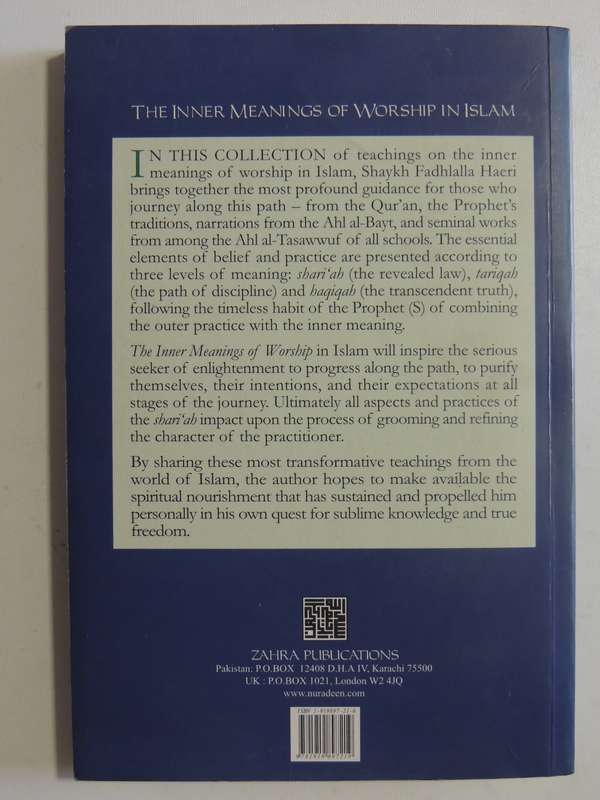 THE INNER MEANINGS OF WORSHIP IN ISLAM
IN THIS COLLECTION of teachings on the inner
meanings of worship in Islam, Shaykh Fadhlalla Haeri
brings together the most profound guidance for those who
journey along this path – from the Qur'an, the Prophet's
traditions, narrations from the Ahl al-Bayt, and seminal works
from among the Ahl al-Tasawwuf of all schools. The essential
elements of belief and practice are presented according to
three levels of meaning: shari'ah (the revealed law), tariqah
(the path of discipline) and haqiqah (the transcendent truth),
following the timeless habit of the Prophet (S) of combining
the outer practice with the inner meaning.
The Inner Meanings of Worship in Islam will inspire the serious
seeker of enlightenment to progress along the path, to purify
themselves, their intentions, and their expectations at all
stages of the journey. Ultimately all aspects and practices of
the shari'ah impact upon the process of grooming and refining
the character of the practitioner.
By sharing these most transformative teachings from the
world of Islam, the author hopes to make available the
spiritual nourishment that has sustained and propelled him
personally in his own quest for sublime knowledge and true
freedom.
ZAHRA PUBLICATIONS
Pakistan: P.O.BOX 12408 D.H.A IV, Karachi 75500
UK : P.O.BOX 1021, London W2 4JQ
www.nuradeen.com